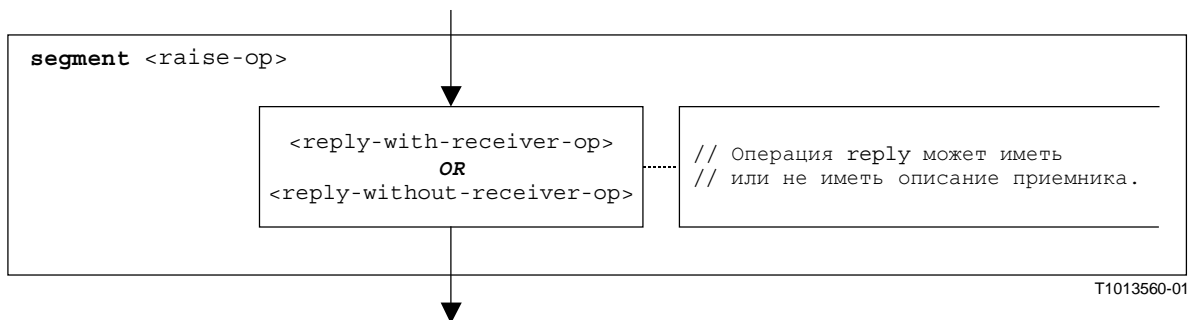 segment <raise-op>
<reply-with-receiver-op>
OR
<reply-without-receiver-op>
// Операция reply может иметь
// или не иметь описание приемника.
T1013560-01